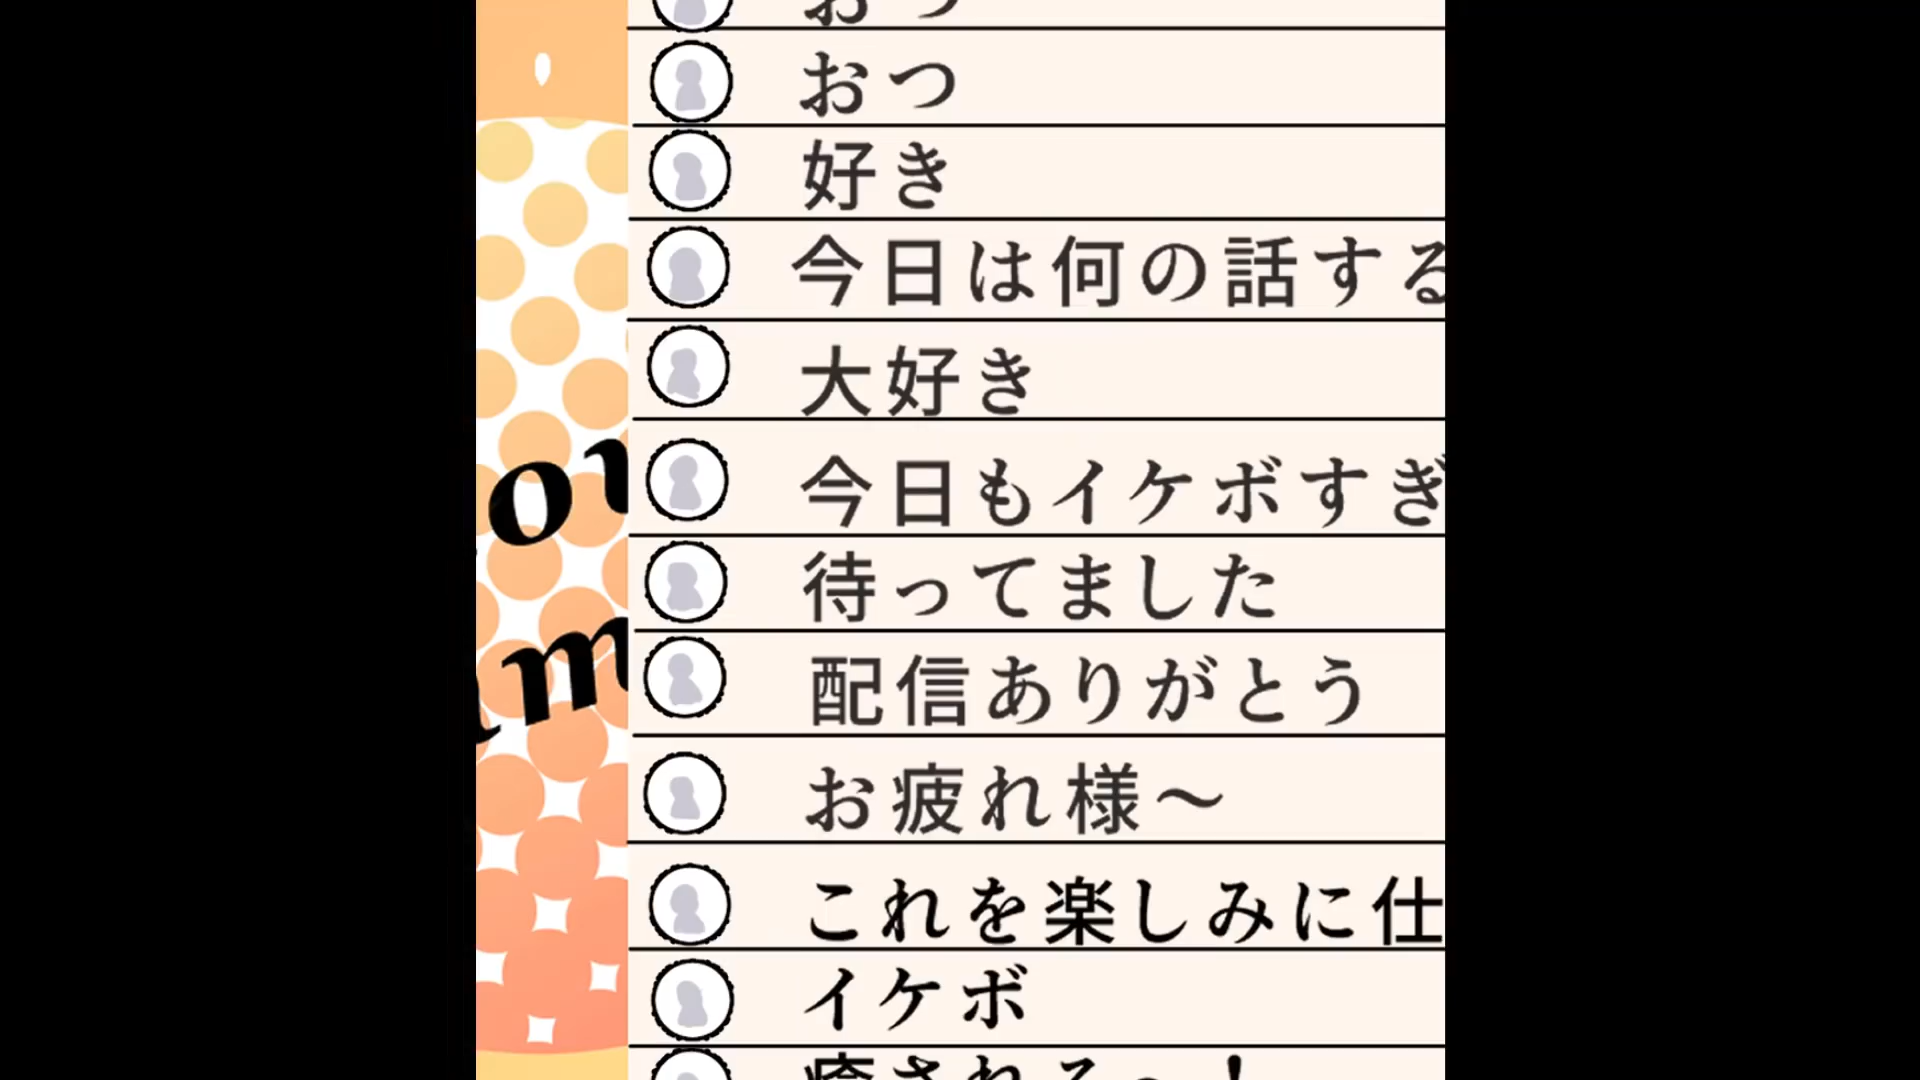 おつ
おつ
好き
今日は何の話する
大好き
今日もイケボすぎ
待ってました
配信ありがとう
お疲れ様～
これを楽しみに仕
イケボ